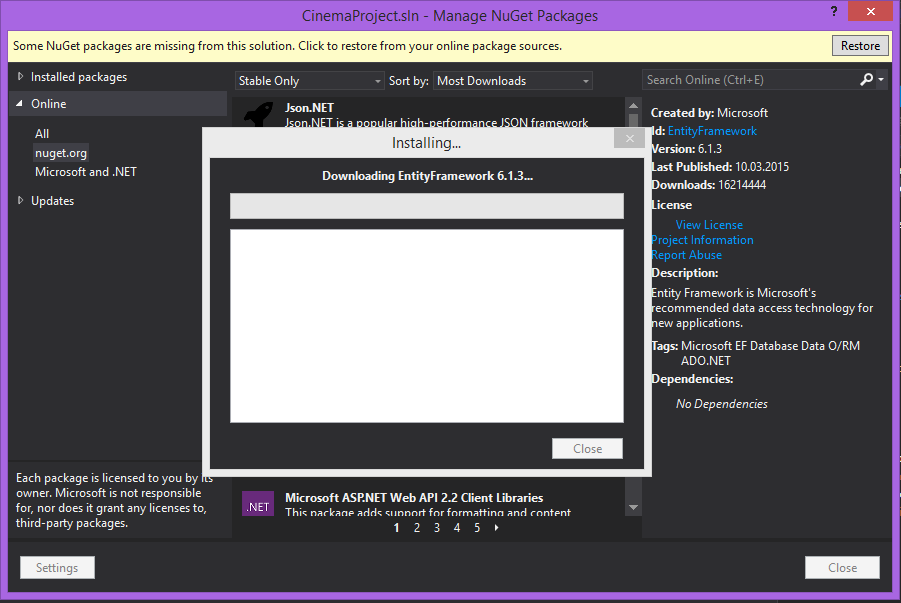 CinemaProject.sln - Manage NuGet Packages
?
Some NuGet packages are missing from this solution. Click to restore from your online package sources.
Restore
Installed packages
Online
All
nuget.org
Microsoft and .NET
Updates
Each package is licensed to you by its
owner. Microsoft is not responsible
for, nor does it grant any licenses to,
third-party packages.
Settings
Stable Only
Sort by: Most Downloads
Json.NET
Json.NET is a popular high-performance JSON framework
Installing...
Downloading EntityFramework 6.1.3...
Close
.NET
Microsoft ASP.NET Web API 2.2 Client Libraries
This package adds support for formatting and content
1 2 3 4 5
Search Online (Ctrl+E)
Created by: Microsoft
Id: EntityFramework
Version: 6.1.3
Last Published: 10.03.2015
Downloads: 16214444
License
View License
Project Information
Report Abuse
Description:
Entity Framework is Microsoft's
recommended data access technology for
new applications.
Tags: Microsoft EF Database Data O/RM
ADO.NET
Dependencies:
No Dependencies
Close